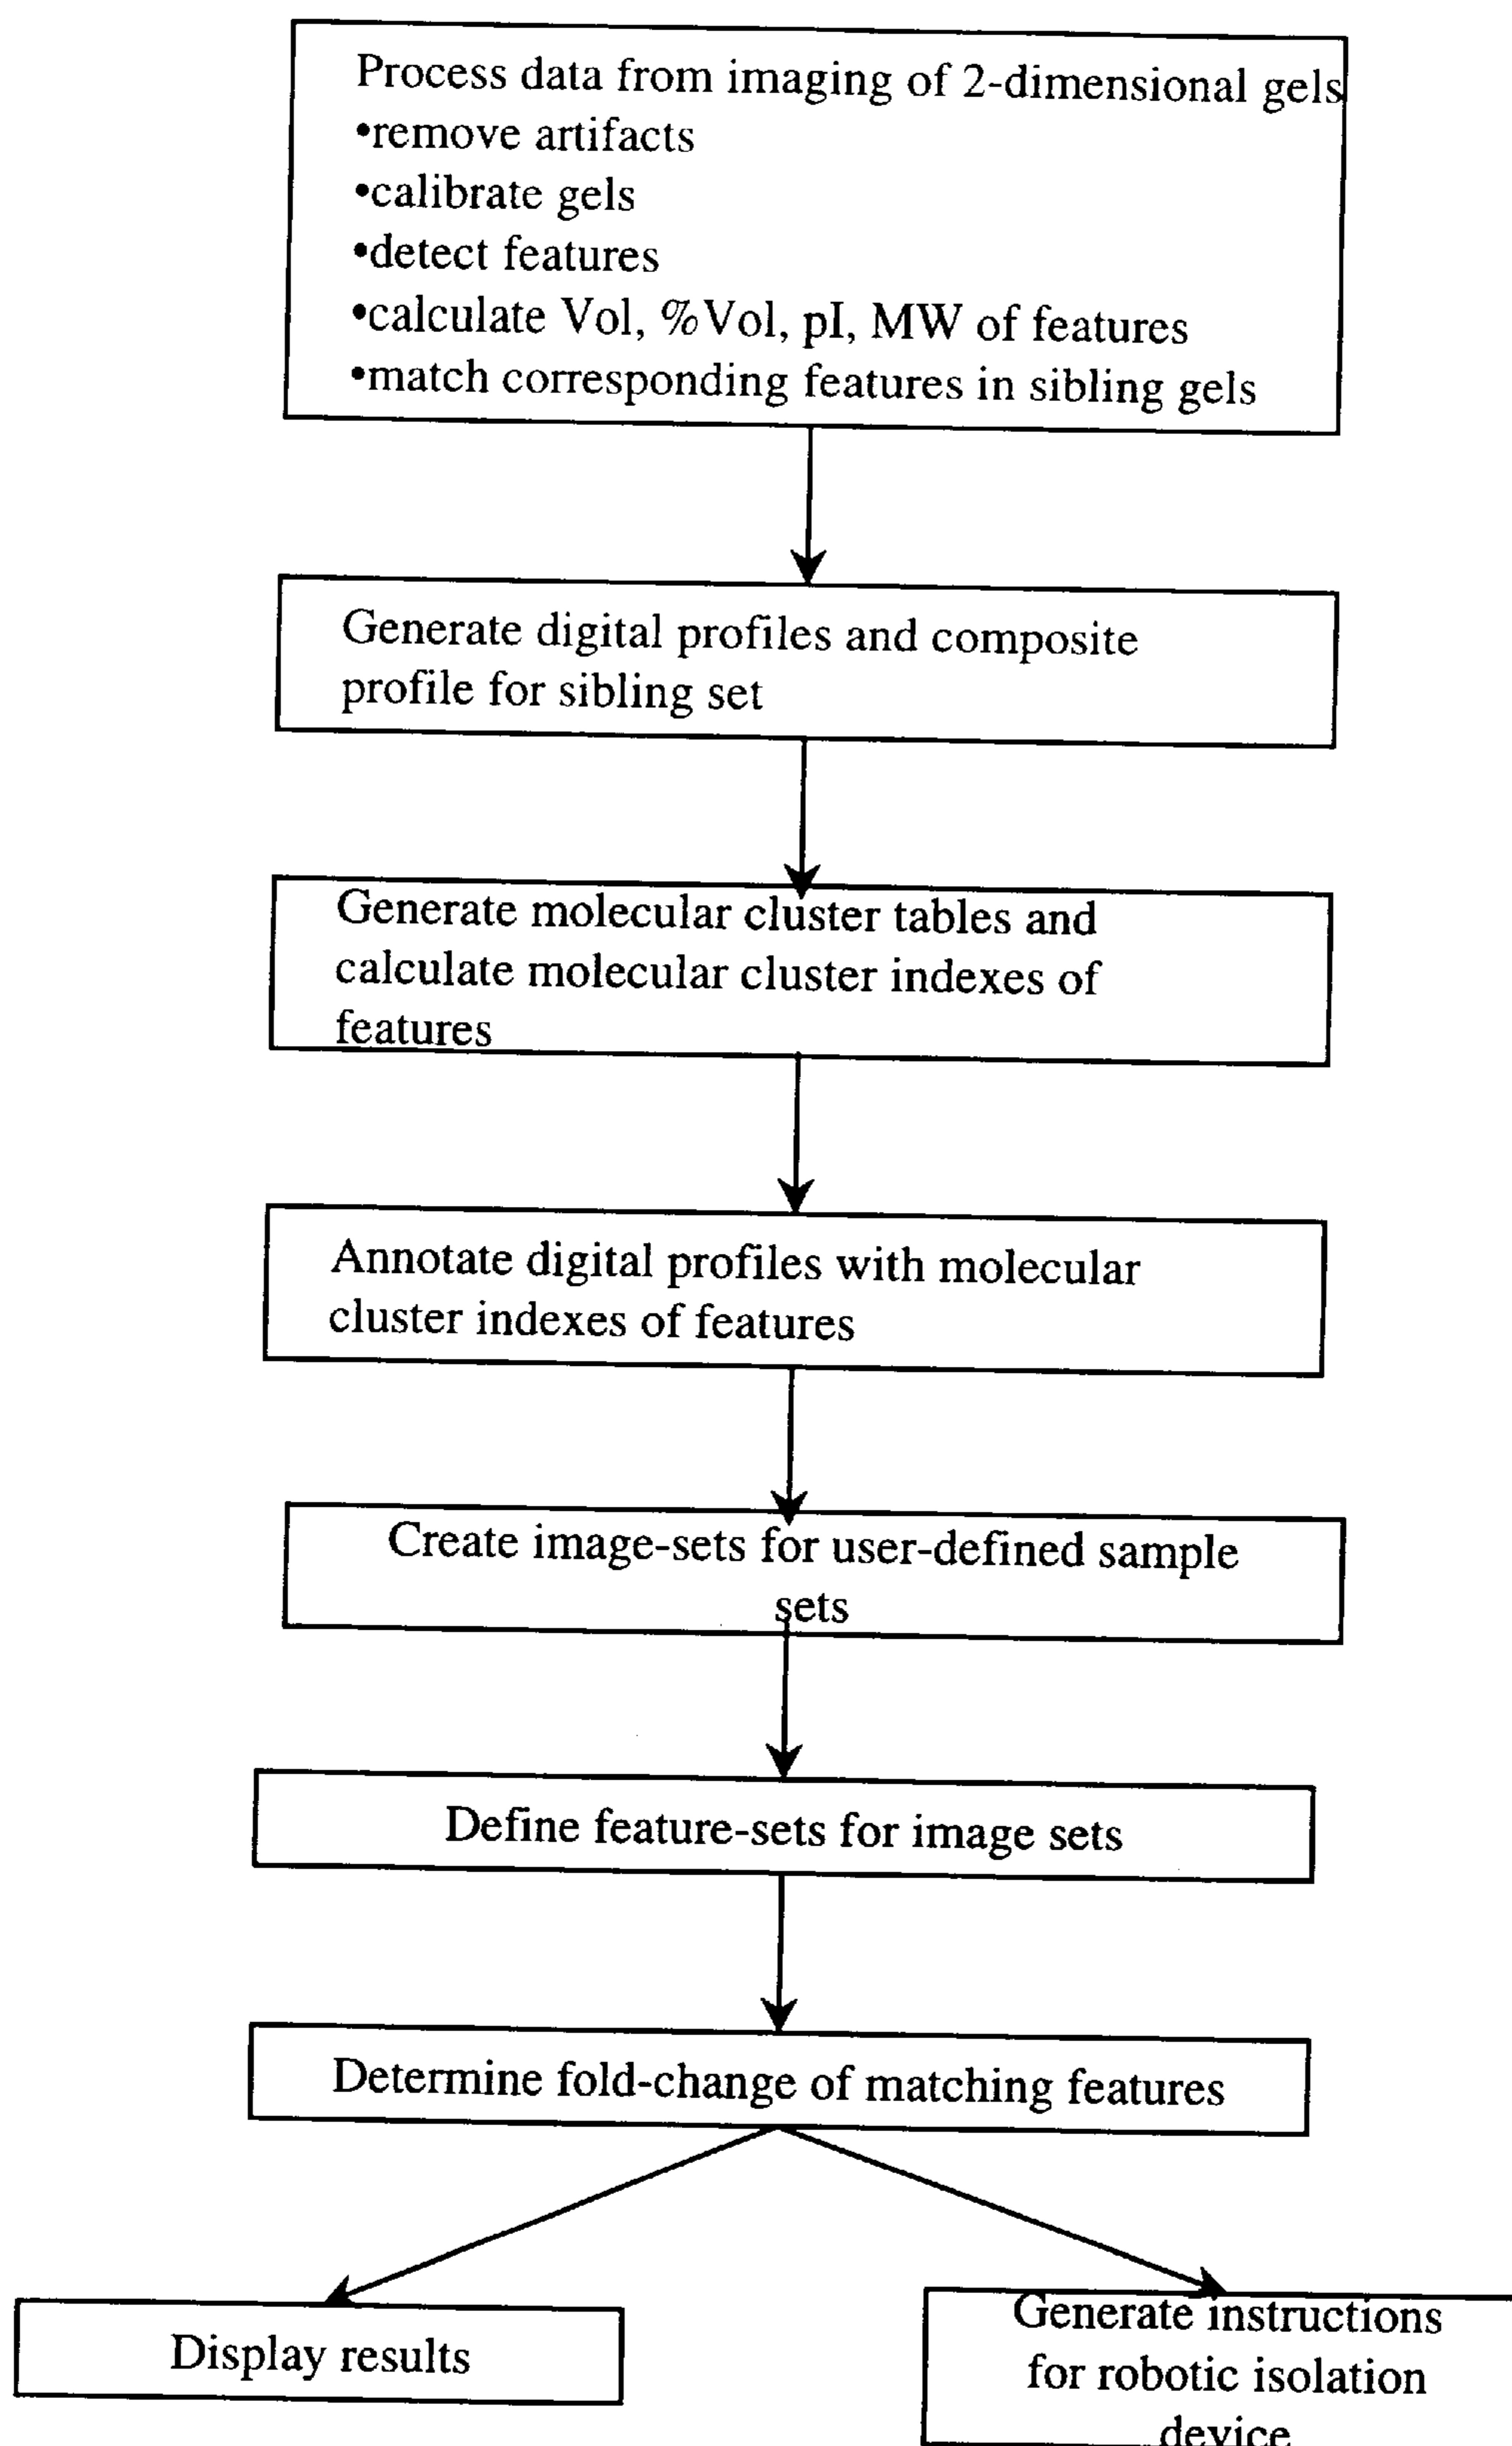 Process data from imaging of 2-dimensional gels
•remove artifacts
•calibrate gels
•detect features
•calculate Vol, %Vol, pI, MW of features
•match corresponding features in sibling gels
Generate digital profiles and composite
profile for sibling set
Generate molecular cluster tables and
calculate molecular cluster indexes of
features
Annotate digital profiles with molecular
cluster indexes of features
Create image-sets for user-defined sample
sets
Define feature-sets for image sets
Determine fold-change of matching features
Display results
Generate instructions
for robotic isolation
device